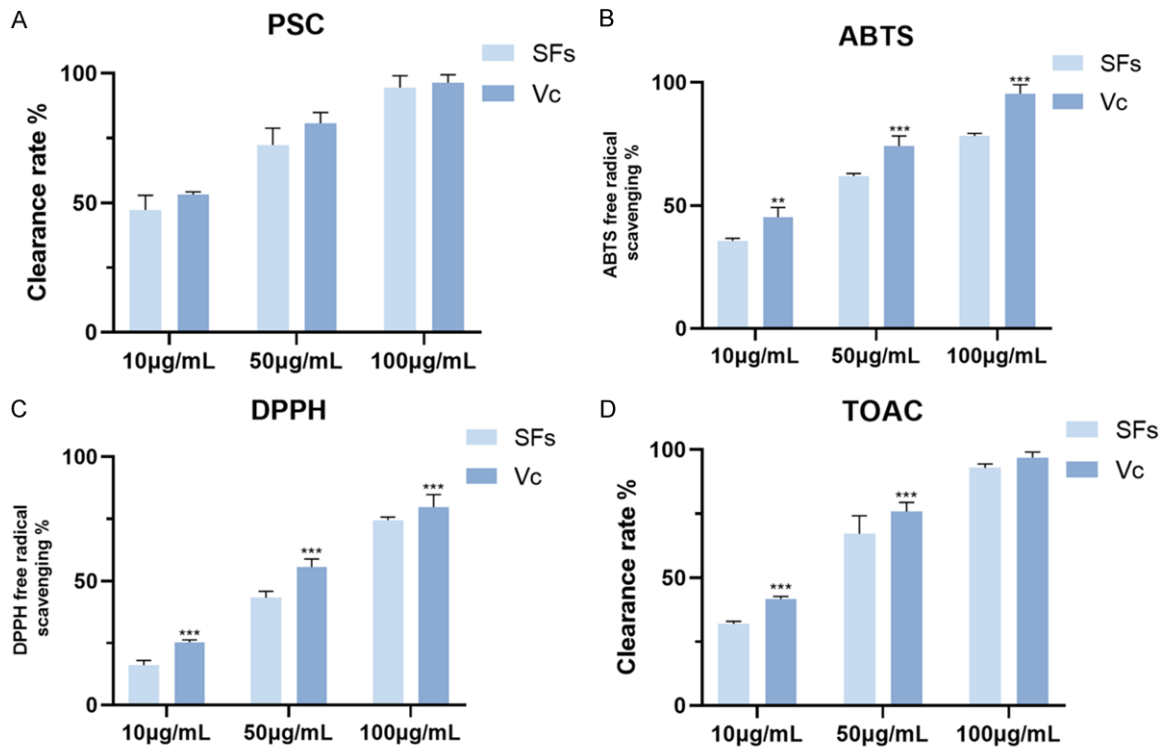 A
PSC
SFs
Vc
Clearance rate %
100
50
0
10µg/mL
50µg/mL
100µg/mL
B
ABTS
SFs
Vc
ABTS free radical
scavenging %
100
50
0
**
***
***
10µg/mL
50µg/mL
100µg/mL
C
DPPH
SFs
Vc
DPPH free radical
scavenging %
100
50
0
***
***
***
10µg/mL
50µg/mL
100µg/mL
D
TOAC
SFs
Vc
Clearance rate %
100
50
0
***
***
10µg/mL
50µg/mL
100µg/mL